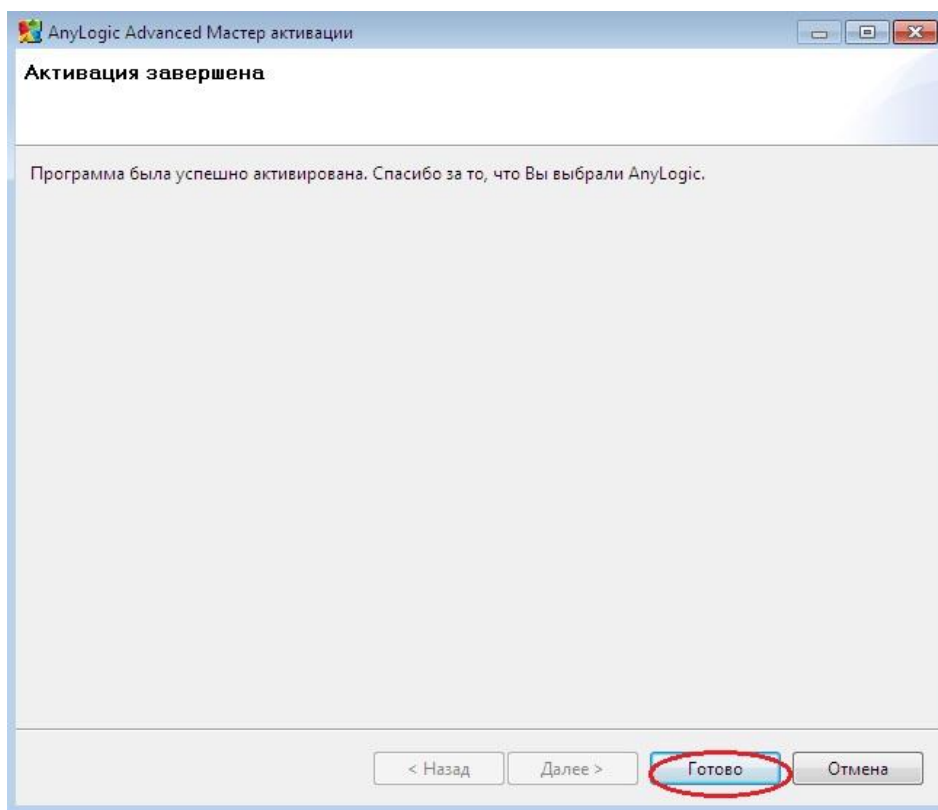 AnyLogic Advanced Мастер активации
Активация завершена
Программа была успешно активирована. Спасибо за то, что Вы выбрали AnyLogic.
< Назад Далее > Готово Отмена